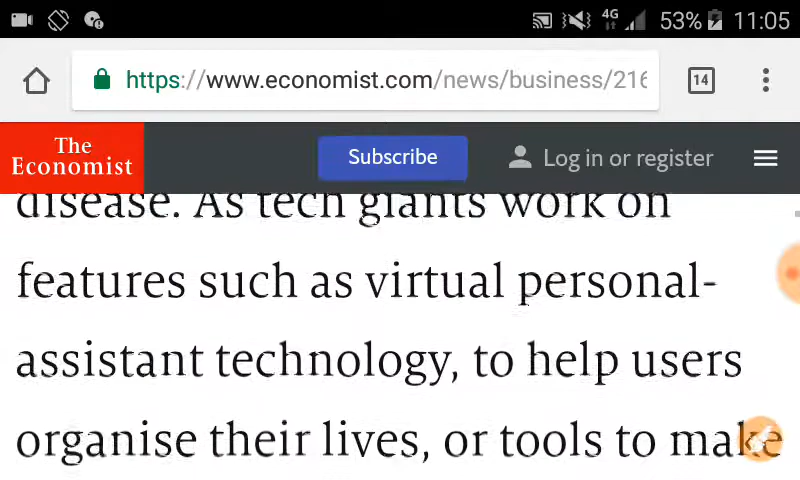 4G 53% 11:05
https://www.economist.com/news/business/216
14
The
Economist
Subscribe
Log in or register
disease. As tech giants work on
features such as virtual personal-
assistant technology, to help users
organise their lives, or tools to make